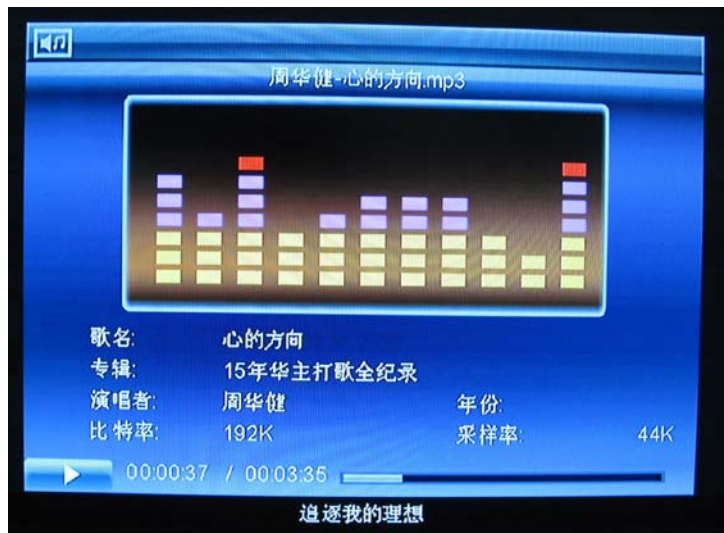 周华健-心的方向.mp3
歌名: 心的方向
专辑: 15年华主打歌全纪录
演唱者: 周华健 年份:
比特率: 192K 采样率: 44K
00:00:37 / 00:03:35
追逐我的理想